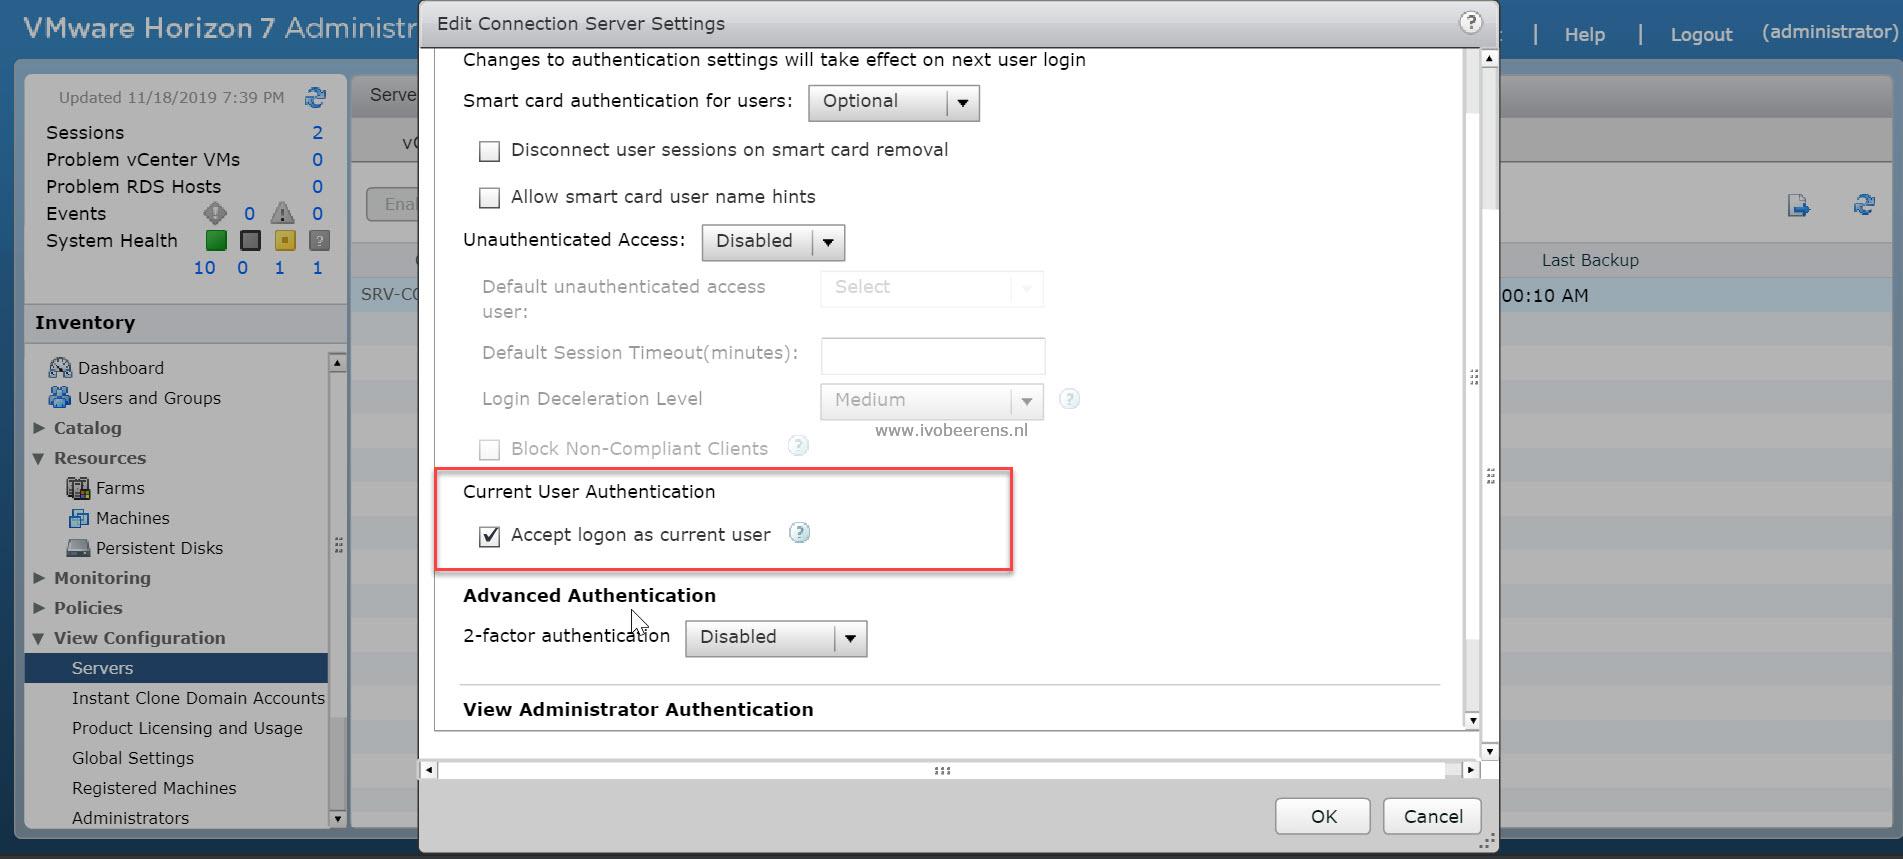 VMware Horizon 7 Administr
Help
Logout
(administrator)
Updated 11/18/2019 7:39 PM
Sessions 2
Problem vCenter VMs 0
Problem RDS Hosts 0
Events 0 0
System Health
10 0 1 1
Inventory
Dashboard
Users and Groups
Catalog
Resources
Farms
Machines
Persistent Disks
Monitoring
Policies
View Configuration
Servers
Instant Clone Domain Accounts
Product Licensing and Usage
Global Settings
Registered Machines
Administrators
Serve
vC
Enal
SRV-CO
Last Backup
00:10 AM
Edit Connection Server Settings
Changes to authentication settings will take effect on next user login
Smart card authentication for users: Optional
Disconnect user sessions on smart card removal
Allow smart card user name hints
Unauthenticated Access: Disabled
Default unauthenticated access Select
user:
Default Session Timeout(minutes):
Login Deceleration Level Medium
www.ivobeerens.nl
Block Non-Compliant Clients
Current User Authentication
Accept logon as current user
Advanced Authentication
2-factor authentication Disabled
View Administrator Authentication
OK Cancel